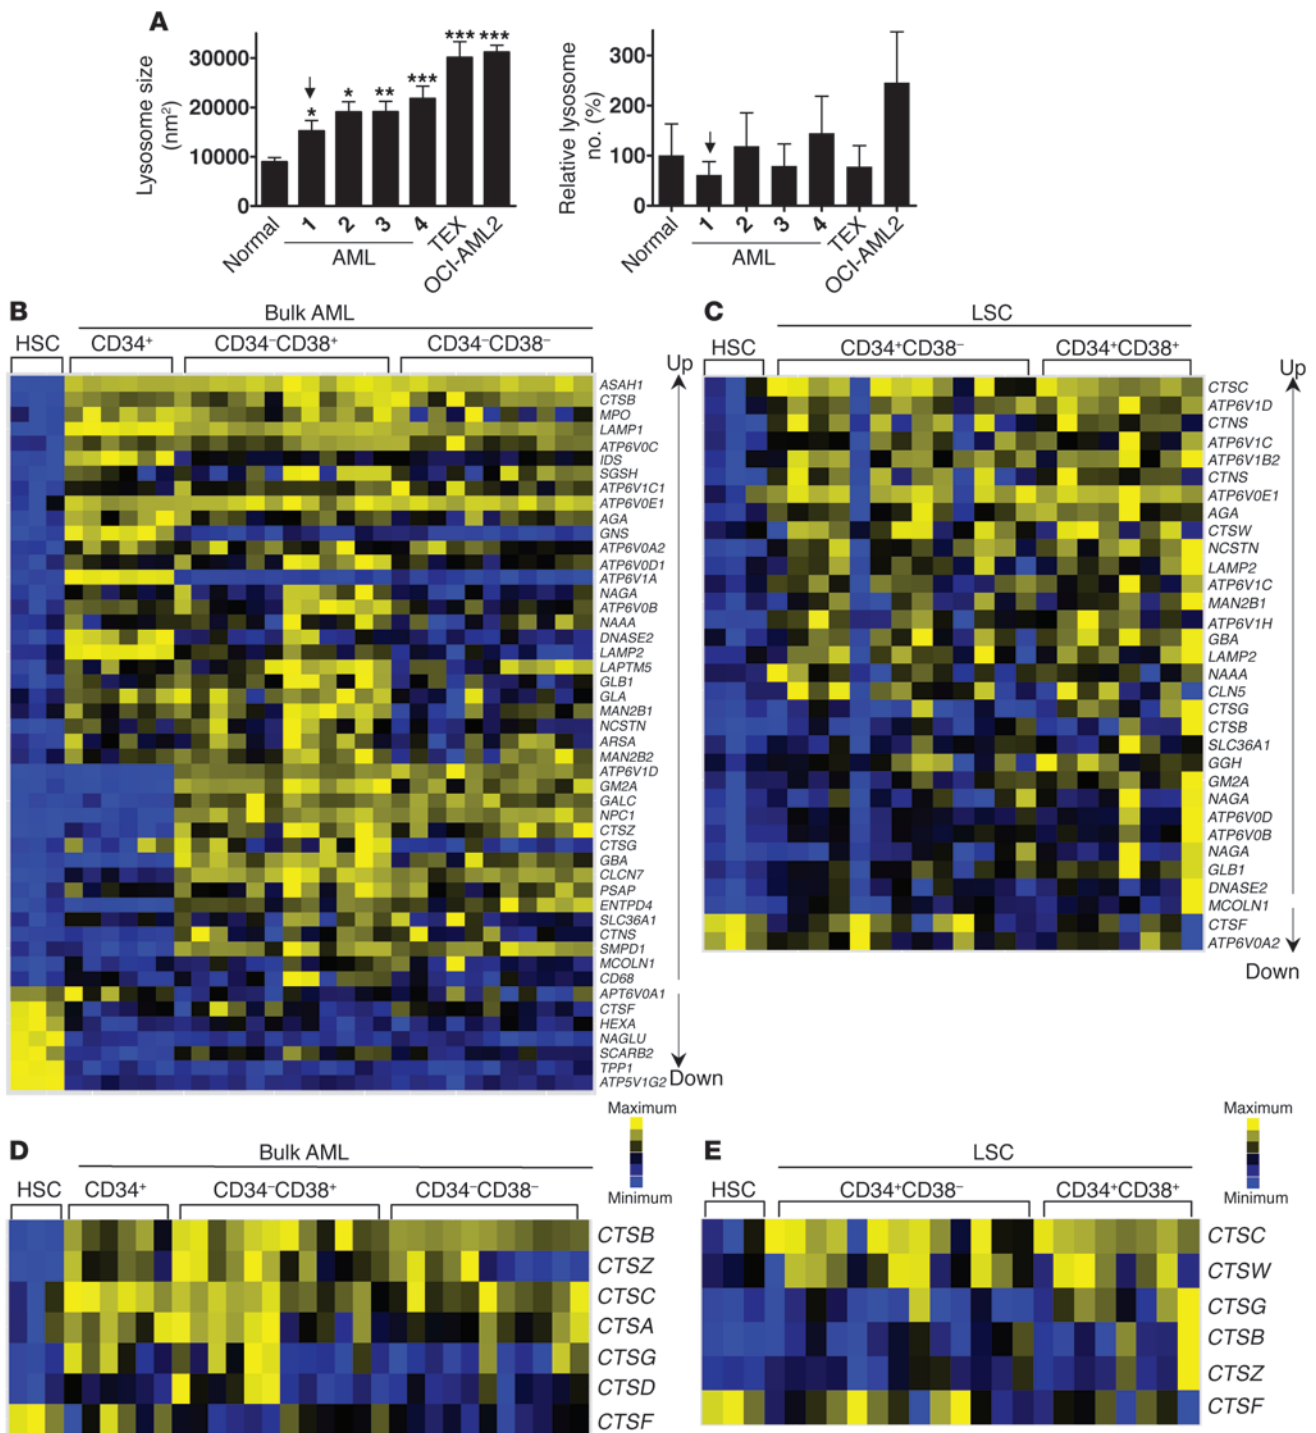 A
Lysosome size
(nm²)
30000
20000
10000
0
*
*
**
***
***
***
Normal
1
2
3
4
TEX
OCI-AML2
AML
Relative lysosome
no. (%)
300
200
100
0
Normal
1
2
3
4
TEX
OCI-AML2
AML
B
Bulk AML
HSC
CD34⁺
CD34⁻CD38⁺
CD34⁻CD38⁻
Up
ASAH1
CTSB
MPO
LAMP1
ATP6V0C
IDS
SGSH
ATP6V1C1
ATP6V0E1
AGA
GNS
ATP6V0A2
ATP6V0D1
ATP6V1A
NAGA
ATP6V0B
NAAA
DNASE2
LAMP2
LAPTM5
GLB1
GLA
MAN2B1
NCSTN
ARSA
MAN2B2
ATP6V1D
GM2A
GALC
NPC1
CTSZ
CTSG
GBA
CLCN7
PSAP
ENTPD4
SLC36A1
CTNS
SMPD1
MCOLN1
CD68
APT6V0A1
CTSF
HEXA
NAGLU
SCARB2
TPP1
ATP5V1G2
Down
C
LSC
HSC
CD34⁺CD38⁻
CD34⁺CD38⁺
Up
CTSC
ATP6V1D
CTNS
ATP6V1C
ATP6V1B2
CTNS
ATP6V0E1
AGA
CTSW
NCSTN
LAMP2
ATP6V1C
MAN2B1
ATP6V1H
GBA
LAMP2
NAAA
CLN5
CTSG
CTSB
SLC36A1
GGH
GM2A
NAGA
ATP6V0D
ATP6V0B
NAGA
GLB1
DNASE2
MCOLN1
CTSF
ATP6V0A2
Down
D
Bulk AML
HSC
CD34⁺
CD34⁻CD38⁺
CD34⁻CD38⁻
Maximum
Minimum
CTSB
CTSZ
CTSC
CTSA
CTSG
CTSD
CTSF
E
LSC
HSC
CD34⁺CD38⁻
CD34⁺CD38⁺
Maximum
Minimum
CTSC
CTSW
CTSG
CTSB
CTSZ
CTSF